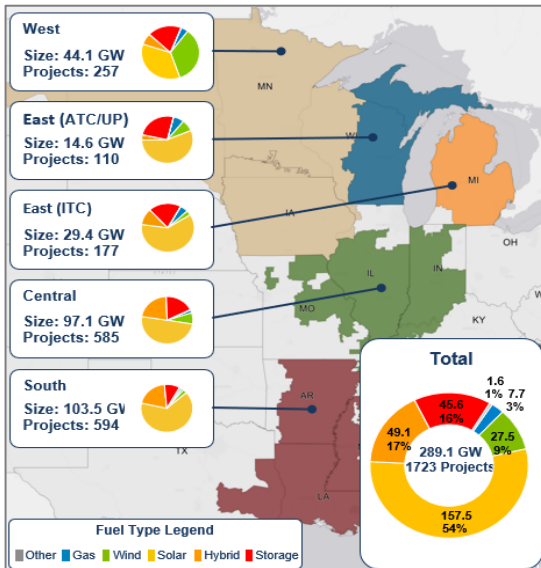 West
Size: 44.1 GW
Projects: 257
MN
East (ATC/UP)
Size: 14.6 GW
Projects: 110
WI
East (ITC)
Size: 29.4 GW
Projects: 177
MI
IA
OH
Central
Size: 97.1 GW
Projects: 585
IL
IN
MO
KY
South
Size: 103.5 GW
Projects: 594
AR
TX
LA
Total
1.6
1%
7.7
3%
45.6
16%
49.1
17%
27.5
9%
289.1 GW
1723 Projects
157.5
54%
Fuel Type Legend
Other Gas Wind Solar Hybrid Storage